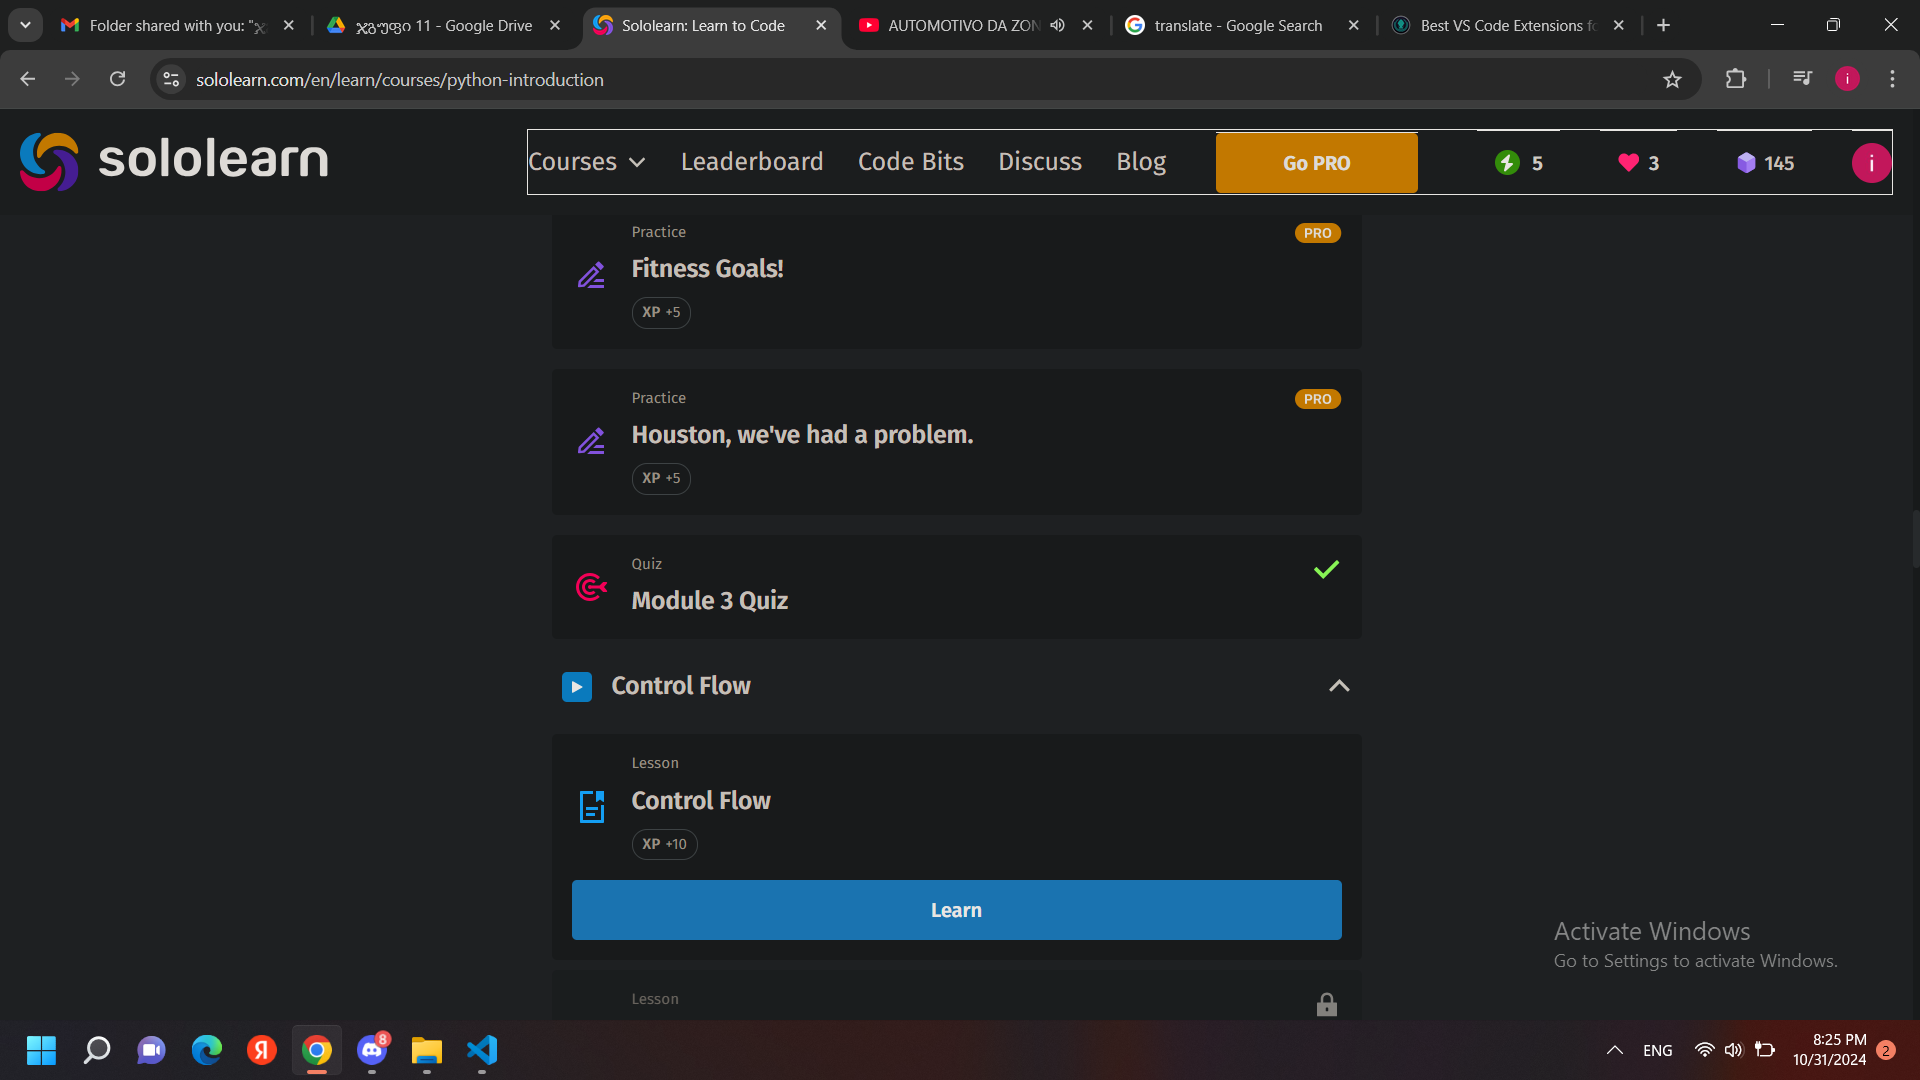 Folder shared with you: "ჯ
ჯგუფი 11 - Google Drive
Sololearn: Learn to Code
AUTOMOTIVO DA ZON
translate - Google Search
Best VS Code Extensions fo
sololearn.com/en/learn/courses/python-introduction
i
sololearn
Courses
Leaderboard
Code Bits
Discuss
Blog
Go PRO
5
3
145
i
Practice
PRO
Fitness Goals!
XP +5
Practice
PRO
Houston, we've had a problem.
XP +5
Quiz
Module 3 Quiz
Control Flow
Lesson
Control Flow
XP +10
Learn
Activate Windows
Go to Settings to activate Windows.
Lesson
Я
8
ENG
8:25 PM
10/31/2024
2